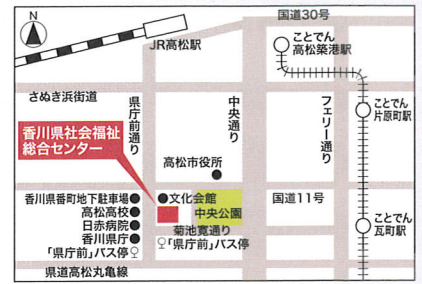 N
国道30号
JR高松駅
ことでん
高松築港駅
さぬき浜街道
県庁前通り
中央通り
フェリー通り
ことでん
片原町駅
香川県社会福祉
総合センター
高松市役所
香川県番町地下駐車場
文化会館
国道11号
高松高校
中央公園
日赤病院
ことでん
瓦町駅
香川県庁
菊池寛通り
「県庁前」バス停
「県庁前」バス停
県道高松丸亀線